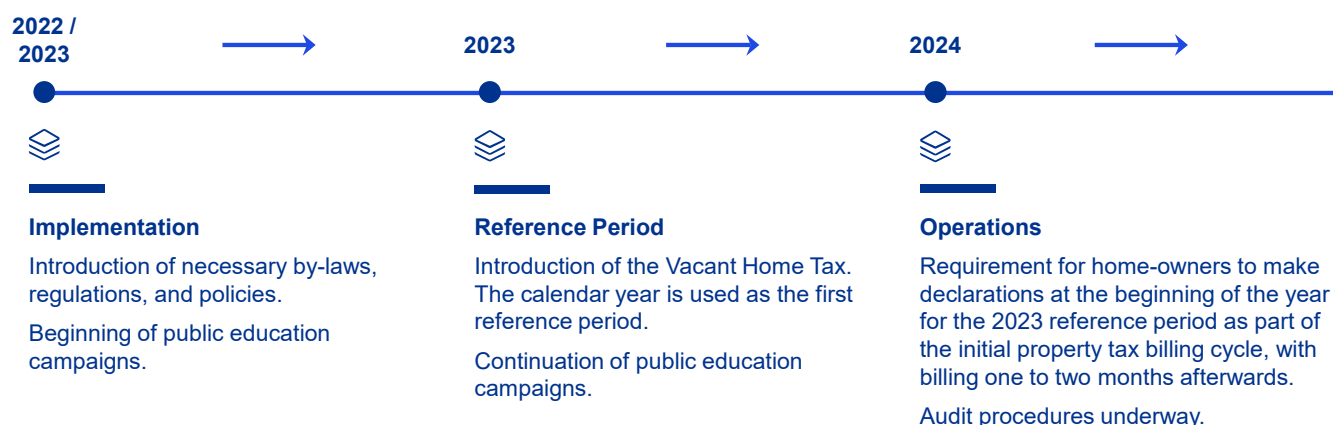 2022 /
2023
2023
2024
Implementation
Introduction of necessary by-laws,
regulations, and policies.
Beginning of public education
campaigns.
Reference Period
Introduction of the Vacant Home Tax.
The calendar year is used as the first
reference period.
Continuation of public education
campaigns.
Operations
Requirement for home-owners to make
declarations at the beginning of the year
for the 2023 reference period as part of
the initial property tax billing cycle, with
billing one to two months afterwards.
Audit procedures underway.